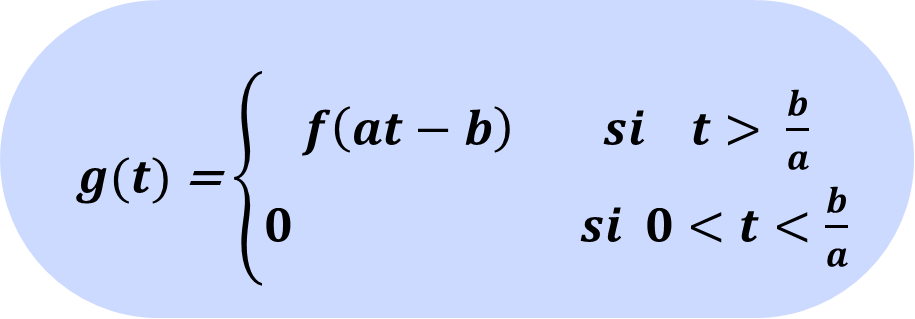 g(t) = { f(at − b) si t > b/a
0 si 0 < t < b/a